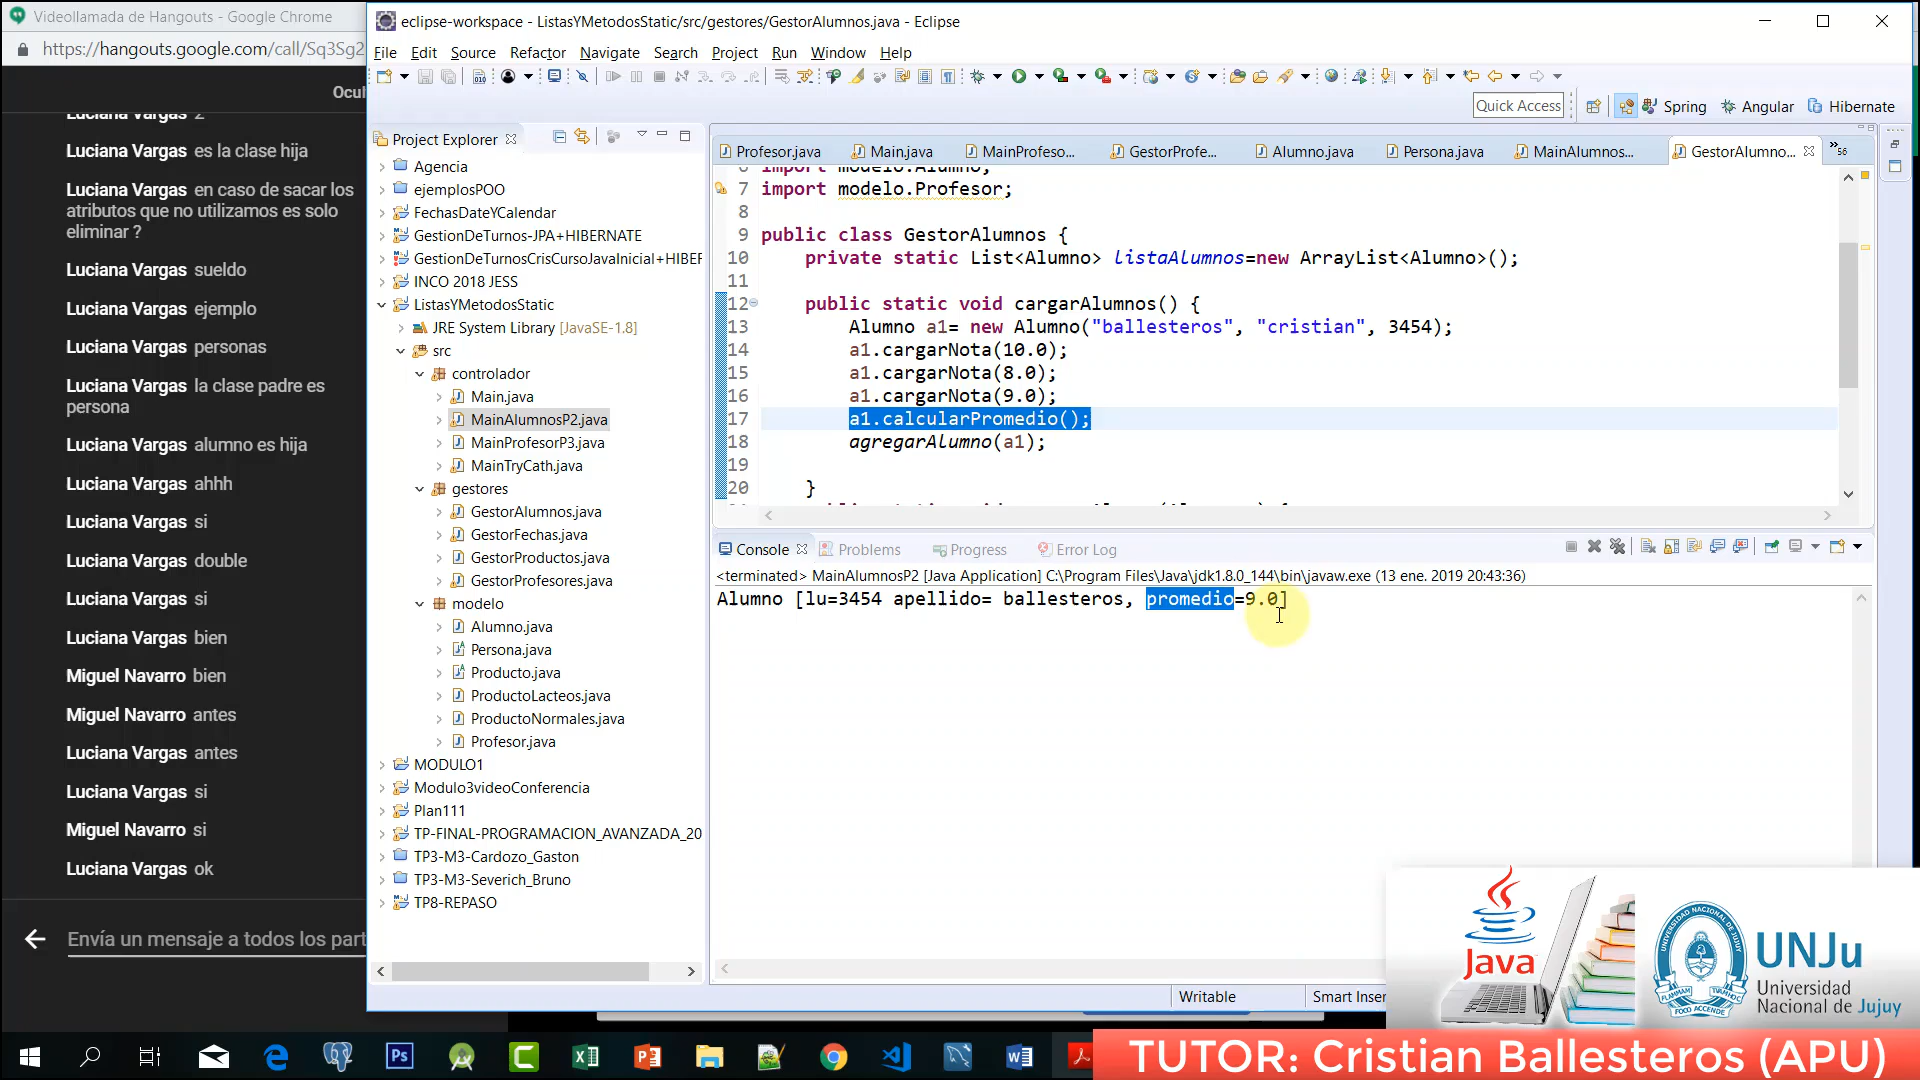 Videollamada de Hangouts - Google Chrome
https://hangouts.google.com/call/Sq3Sg2
Ocul
Luciana Vargas 2
Luciana Vargas es la clase hija
Luciana Vargas en caso de sacar los
atributos que no utilizamos es solo
eliminar ?
Luciana Vargas sueldo
Luciana Vargas ejemplo
Luciana Vargas personas
Luciana Vargas la clase padre es
persona
Luciana Vargas alumno es hija
Luciana Vargas ahhh
Luciana Vargas si
Luciana Vargas double
Luciana Vargas si
Luciana Vargas bien
Miguel Navarro bien
Miguel Navarro antes
Luciana Vargas antes
Luciana Vargas si
Miguel Navarro si
Luciana Vargas ok
Envía un mensaje a todos los part
eclipse-workspace - ListasYMetodosStatic/src/gestores/GestorAlumnos.java - Eclipse
File Edit Source Refactor Navigate Search Project Run Window Help
Quick Access
Spring Angular Hibernate
Project Explorer
Agencia
ejemplosPOO
FechasDateYCalendar
GestionDeTurnos-JPA+HIBERNATE
GestionDeTurnosCrisCursoJavaInicial+HIBER
INCO 2018 JESS
ListasYMetodosStatic
JRE System Library [JavaSE-1.8]
src
controlador
Main.java
MainAlumnosP2.java
MainProfesorP3.java
MainTryCath.java
gestores
GestorAlumnos.java
GestorFechas.java
GestorProductos.java
GestorProfesores.java
modelo
Alumno.java
Persona.java
Producto.java
ProductoLacteos.java
ProductoNormales.java
Profesor.java
MODULO1
Modulo3videoConferencia
Plan111
TP-FINAL-PROGRAMACION_AVANZADA_20
TP3-M3-Cardozo_Gaston
TP3-M3-Severich_Bruno
TP8-REPASO
Profesor.java Main.java MainProfeso... GestorProfe... Alumno.java Persona.java MainAlumnos... GestorAlumno... »56
6 import modelo.Alumno;
7 import modelo.Profesor;
8
9 public class GestorAlumnos {
10 private static List<Alumno> listaAlumnos=new ArrayList<Alumno>();
11
12 public static void cargarAlumnos() {
13 Alumno a1= new Alumno("ballesteros", "cristian", 3454);
14 a1.cargarNota(10.0);
15 a1.cargarNota(8.0);
16 a1.cargarNota(9.0);
17 a1.calcularPromedio();
18 agregarAlumno(a1);
19
20 }
Console Problems Progress Error Log
<terminated> MainAlumnosP2 [Java Application] C:\Program Files\Java\jdk1.8.0_144\bin\javaw.exe (13 ene. 2019 20:43:36)
Alumno [lu=3454 apellido= ballesteros, promedio=9.0]
Writable
Smart Inser
Java
UNJu
Universidad
Nacional de Jujuy
TUTOR: Cristian Ballesteros (APU)